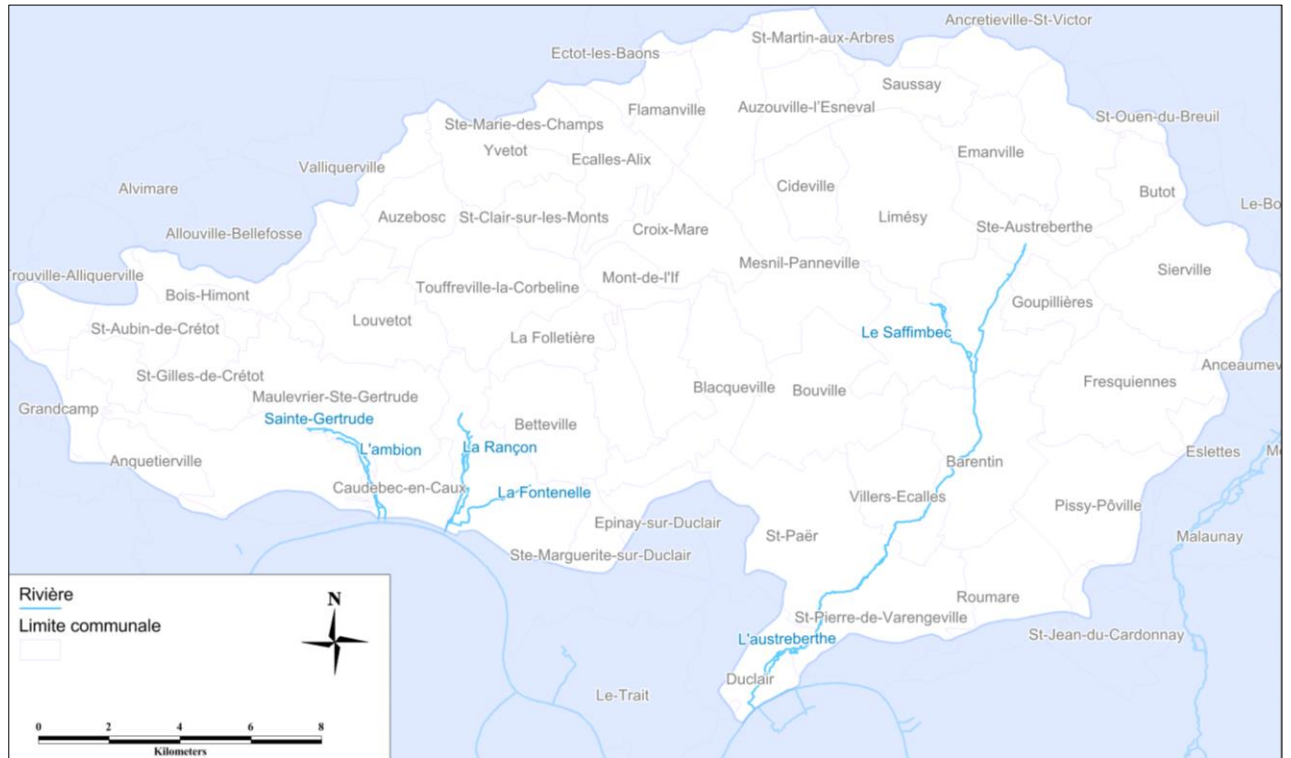 Ancretieville-St-Victor
St-Martin-aux-Arbres
Ectot-les-Baons
Saussay
Flamanville
Auzouville-l'Esneval
St-Ouen-du-Breuil
Ste-Marie-des-Champs
Yvetot
Ecalles-Alix
Emanville
Valliquerville
Alvimare
Cideville
Butot
Le-Bo
Auzebosc
St-Clair-sur-les-Monts
Limésy
Croix-Mare
Ste-Austreberthe
Allouville-Bellefosse
Mesnil-Panneville
Sierville
rouville-Alliquerville
Mont-de-l'If
Touffreville-la-Corbeline
Bois-Himont
Goupillières
St-Aubin-de-Crétot
Louvetot
La Folletière
Le Saffimbec
Anceaumev
St-Gilles-de-Crétot
Blacqueville
Bouville
Fresquiennes
Maulevrier-Ste-Gertrude
Grandcamp
Sainte-Gertrude
Betteville
L'ambion
La Rançon
Eslettes
Anquetierville
Barentin
Caudebec-en-Caux
La Fontenelle
Villers-Ecalles
Pissy-Pôville
Epinay-sur-Duclair
St-Paër
Malaunay
Ste-Marguerite-sur-Duclair
Roumare
St-Pierre-de-Varengeville
L'austreberthe
St-Jean-du-Cardonnay
Duclair
Le-Trait
Rivière
Limite communale
N
0 2 4 6 8
Kilometers